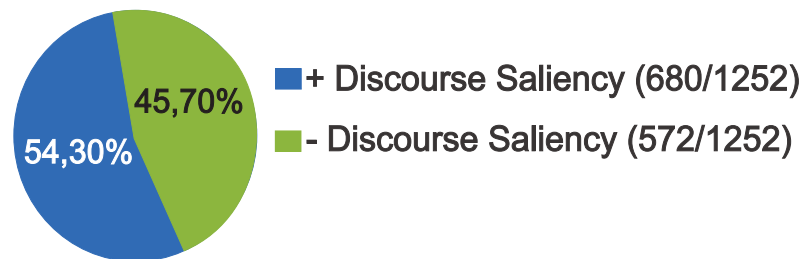 45,70%
54,30%
+ Discourse Saliency (680/1252)
- Discourse Saliency (572/1252)